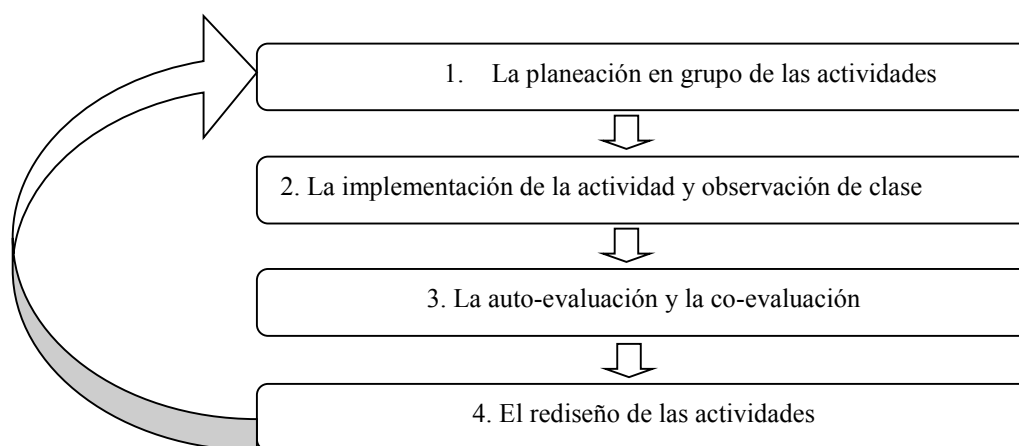 1. La planeación en grupo de las actividades
2. La implementación de la actividad y observación de clase
3. La auto-evaluación y la co-evaluación
4. El rediseño de las actividades